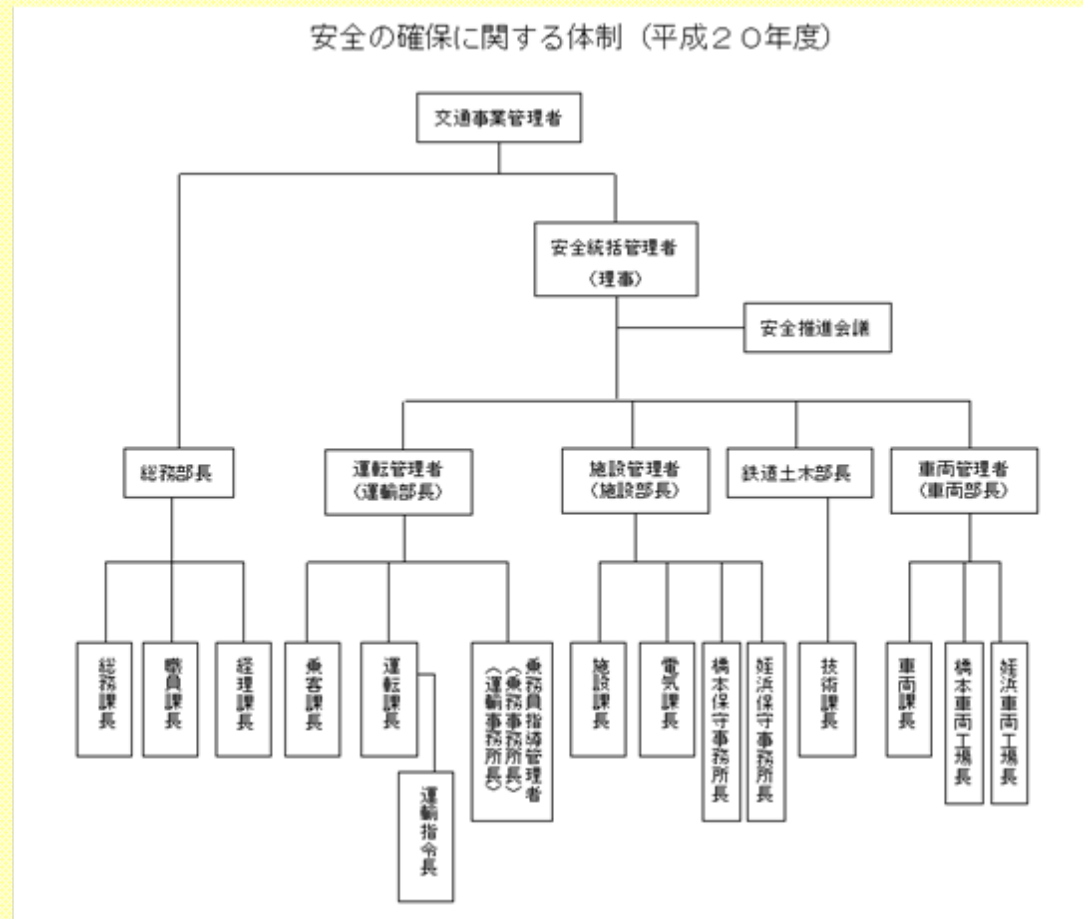 安全の確保に関する体制（平成２０年度）
交通事業管理者
安全統括管理者
（理事）
安全推進会議
総務部長
運転管理者
（運輸部長）
施設管理者
（施設部長）
鉄道土木部長
車両管理者
（車両部長）
総務課長
職員課長
経理課長
乗客課長
運転課長
乗務員指導管理者
（乗務事務所長）
（運輸事務所長）
施設課長
電気課長
橋本保守事務所長
姪浜保守事務所長
技術課長
車両課長
橋本車両工場長
姪浜車両工場長
運輸指令長